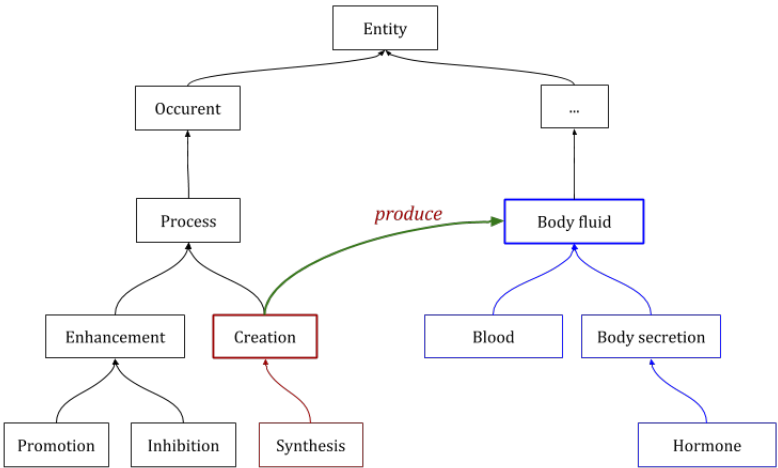 Entity
Occurent
...
Process
produce
Body fluid
Enhancement
Creation
Blood
Body secretion
Promotion
Inhibition
Synthesis
Hormone